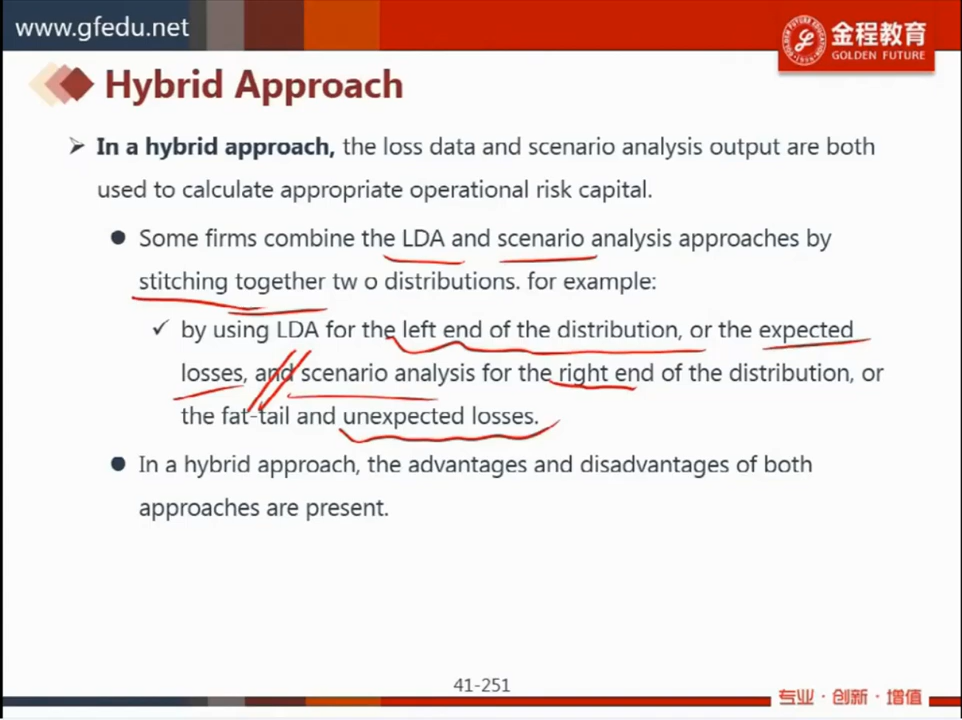 www.gfedu.net
金程教育
GOLDEN FUTURE
Hybrid Approach
In a hybrid approach, the loss data and scenario analysis output are both
used to calculate appropriate operational risk capital.
Some firms combine the LDA and scenario analysis approaches by
stitching together tw o distributions. for example:
by using LDA for the left end of the distribution, or the expected
losses, and scenario analysis for the right end of the distribution, or
the fat-tail and unexpected losses.
In a hybrid approach, the advantages and disadvantages of both
approaches are present.
41-251
专业·创新·增值